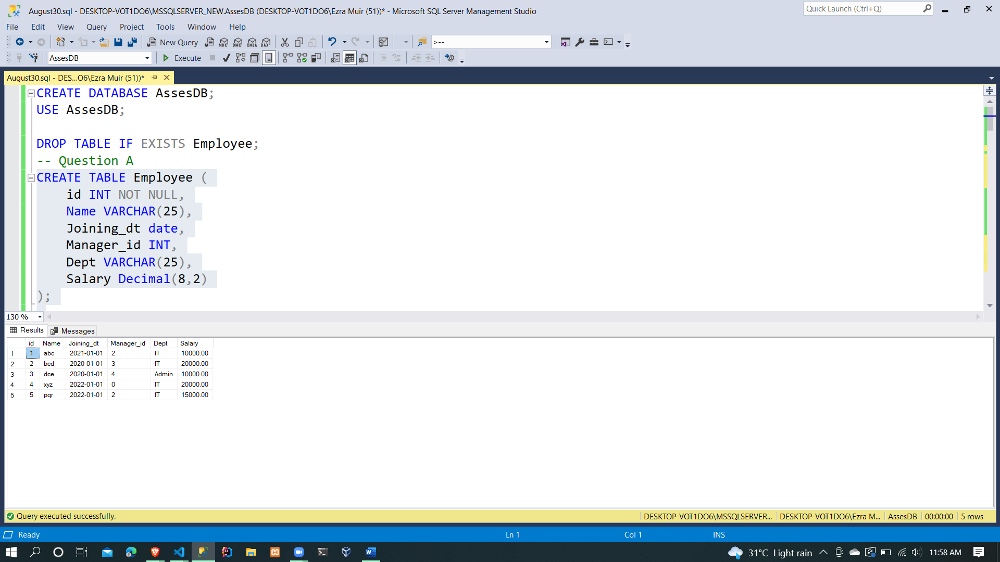 August30.sql - DESKTOP-VOT1DO6\MSSQLSERVER_NEW.AssesDB (DESKTOP-VOT1DO6\Ezra Muir (51))* - Microsoft SQL Server Management Studio
Quick Launch (Ctrl+Q)
File Edit View Query Project Tools Window Help
New Query MDX DMX XMLA DAX >--
AssesDB Execute
August30.sql - DES...O6\Ezra Muir (51))*
CREATE DATABASE AssesDB;
USE AssesDB;
DROP TABLE IF EXISTS Employee;
-- Question A
CREATE TABLE Employee (
id INT NOT NULL,
Name VARCHAR(25),
Joining_dt date,
Manager_id INT,
Dept VARCHAR(25),
Salary Decimal(8,2)
);
130 %
Results Messages
id Name Joining_dt Manager_id Dept Salary
1 1 abc 2021-01-01 2 IT 10000.00
2 2 bcd 2020-01-01 3 IT 20000.00
3 3 dce 2020-01-01 4 Admin 10000.00
4 4 xyz 2022-01-01 0 IT 20000.00
5 5 pqr 2022-01-01 2 IT 15000.00
Query executed successfully. DESKTOP-VOT1DO6\MSSQLSERVER... DESKTOP-VOT1DO6\Ezra M... AssesDB 00:00:00 5 rows
Ready Ln 1 Col 1 INS
31°C Light rain 11:58 AM